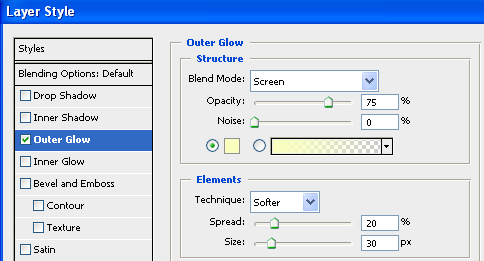 Layer Style
Styles
Blending Options: Default
Drop Shadow
Inner Shadow
Outer Glow
Inner Glow
Bevel and Emboss
Contour
Texture
Satin
Outer Glow
Structure
Blend Mode: Screen
Opacity: 75 %
Noise: 0 %
Elements
Technique: Softer
Spread: 20 %
Size: 30 px